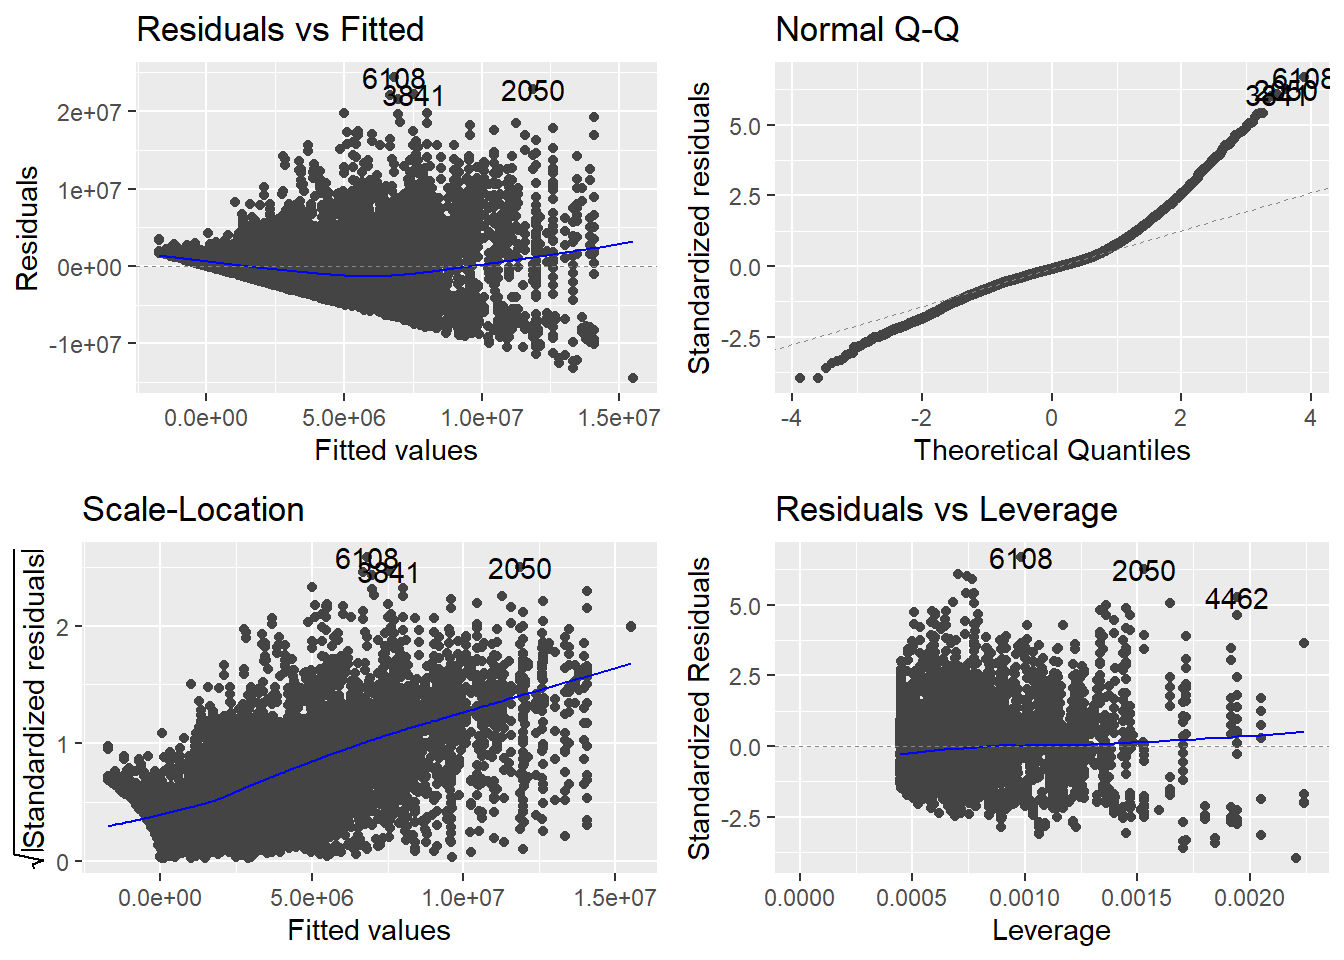 Residuals vs Fitted
Residuals
2e+07
1e+07
0e+00
-1e+07
6108
3841
2050
0.0e+00 5.0e+06 1.0e+07 1.5e+07
Fitted values
Normal Q-Q
Standardized residuals
5.0
2.5
0.0
-2.5
6108
2050
3841
-4 -2 0 2 4
Theoretical Quantiles
Scale-Location
√|Standardized residuals|
2
1
0
6108
3841
2050
0.0e+00 5.0e+06 1.0e+07 1.5e+07
Fitted values
Residuals vs Leverage
Standardized Residuals
5.0
2.5
0.0
-2.5
6108
2050
4462
0.0000 0.0005 0.0010 0.0015 0.0020
Leverage